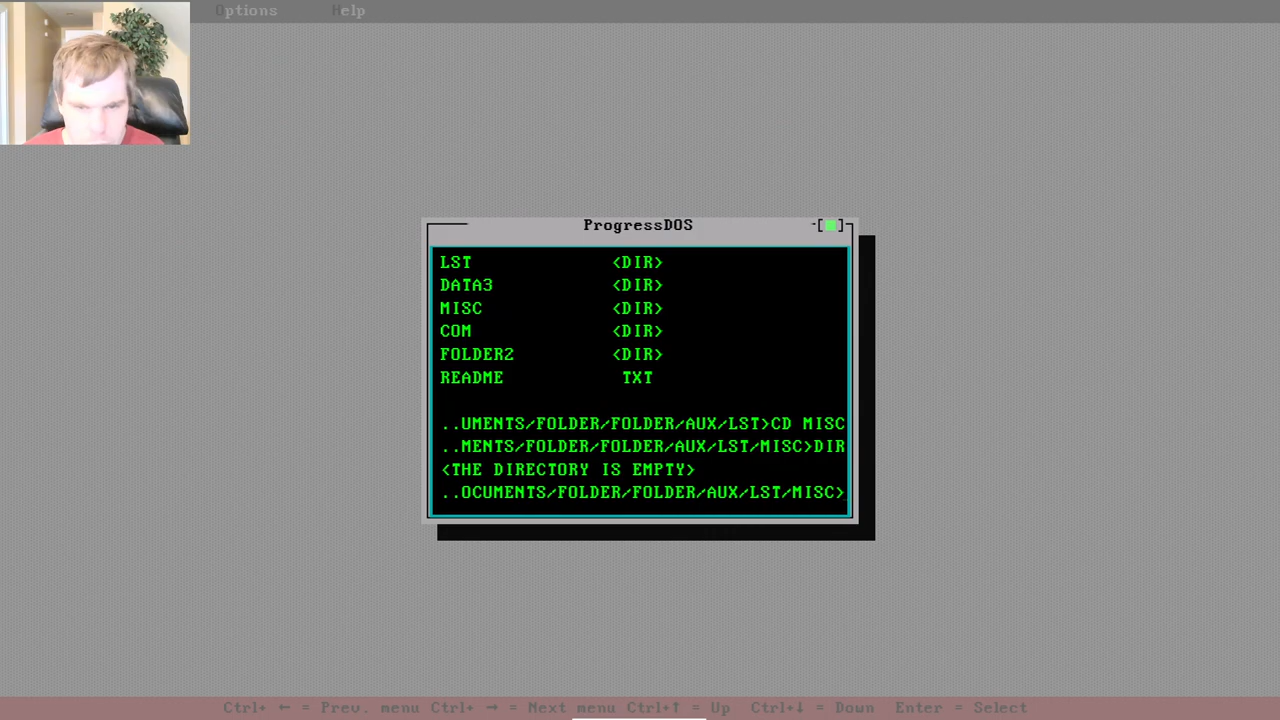 Options Help
ProgressDOS
LST <DIR>
DATA3 <DIR>
MISC <DIR>
COM <DIR>
FOLDER2 <DIR>
README TXT
..UMENTS/FOLDER/FOLDER/AUX/LST>CD MISC
..MENTS/FOLDER/FOLDER/AUX/LST/MISC>DIR
<THE DIRECTORY IS EMPTY>
..OCUMENTS/FOLDER/FOLDER/AUX/LST/MISC>
Ctrl+ ← = Prev. menu Ctrl+ → = Next menu Ctrl+↑ = Up Ctrl+↓ = Down Enter = Select